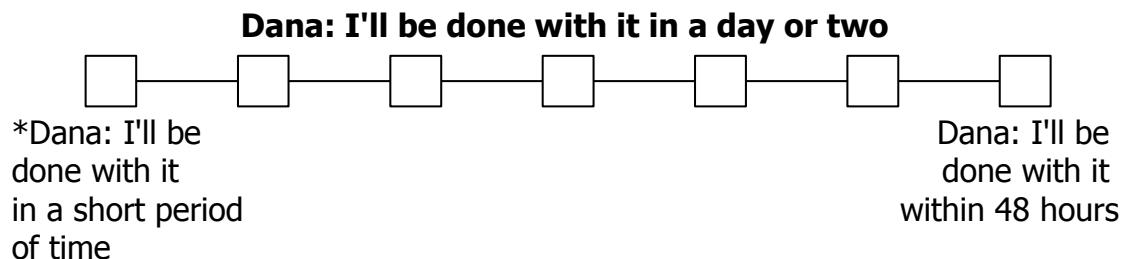 Dana: I'll be done with it in a day or two
*Dana: I'll be
done with it
in a short period
of time
Dana: I'll be
done with it
within 48 hours